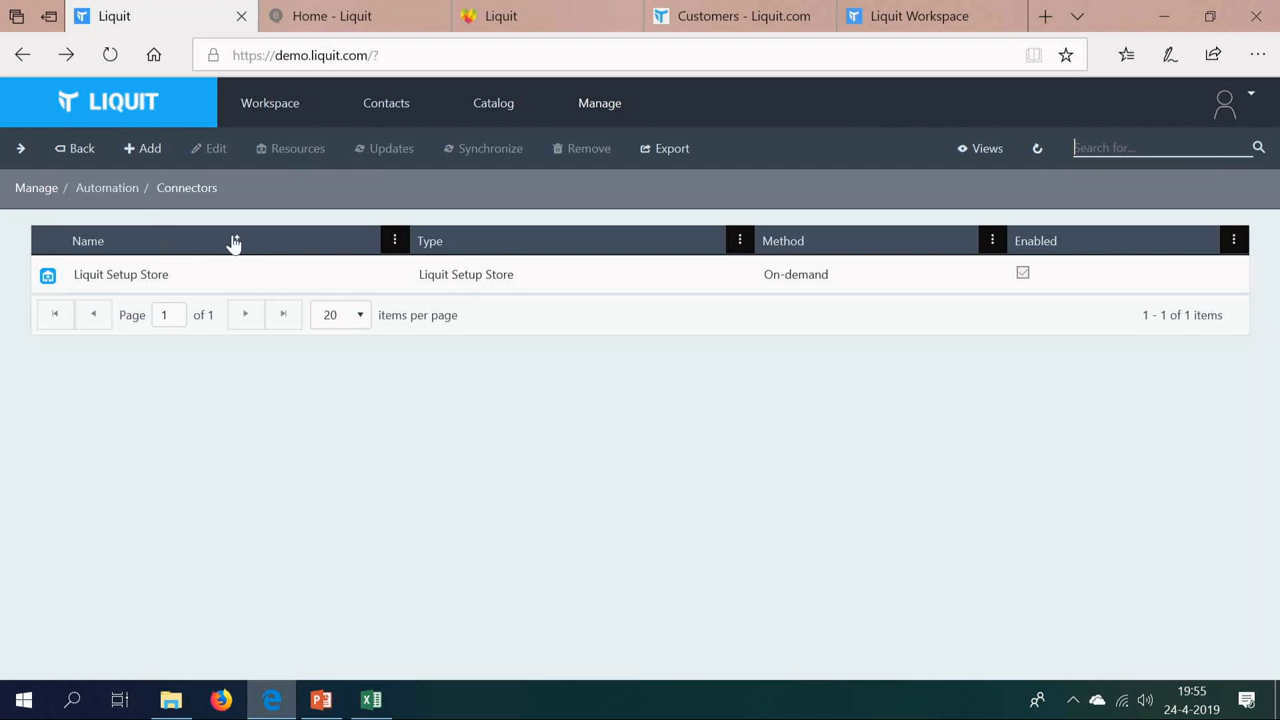 Liquit
Home - Liquit
Liquit
Customers - Liquit.com
Liquit Workspace
https://demo.liquit.com/?
LIQUIT
Workspace
Contacts
Catalog
Manage
Back
Add
Edit
Resources
Updates
Synchronize
Remove
Export
Views
Search for...
Manage / Automation / Connectors
Name
Type
Method
Enabled
Liquit Setup Store
Liquit Setup Store
On-demand
Page 1 of 1
20 items per page
1 - 1 of 1 items
19:55
24-4-2019